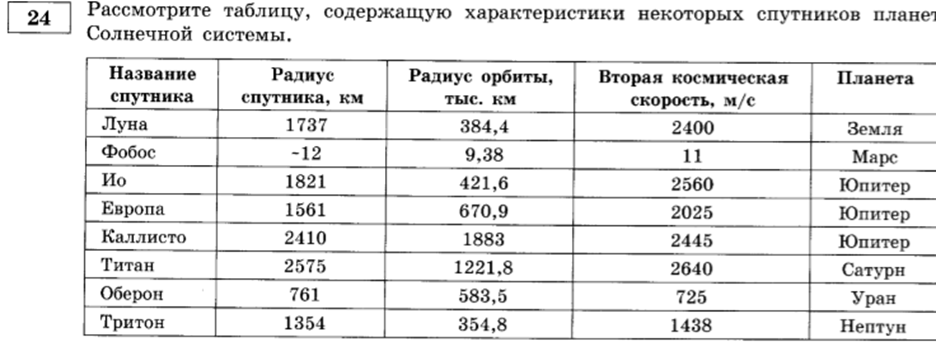 24
Рассмотрите таблицу, содержащую характеристики некоторых спутников планет
Солнечной системы.
Название спутника | Радиус спутника, км | Радиус орбиты, тыс. км | Вторая космическая скорость, м/с | Планета
Луна | 1737 | 384,4 | 2400 | Земля
Фобос | ~12 | 9,38 | 11 | Марс
Ио | 1821 | 421,6 | 2560 | Юпитер
Европа | 1561 | 670,9 | 2025 | Юпитер
Каллисто | 2410 | 1883 | 2445 | Юпитер
Титан | 2575 | 1221,8 | 2640 | Сатурн
Оберон | 761 | 583,5 | 725 | Уран
Тритон | 1354 | 354,8 | 1438 | Нептун